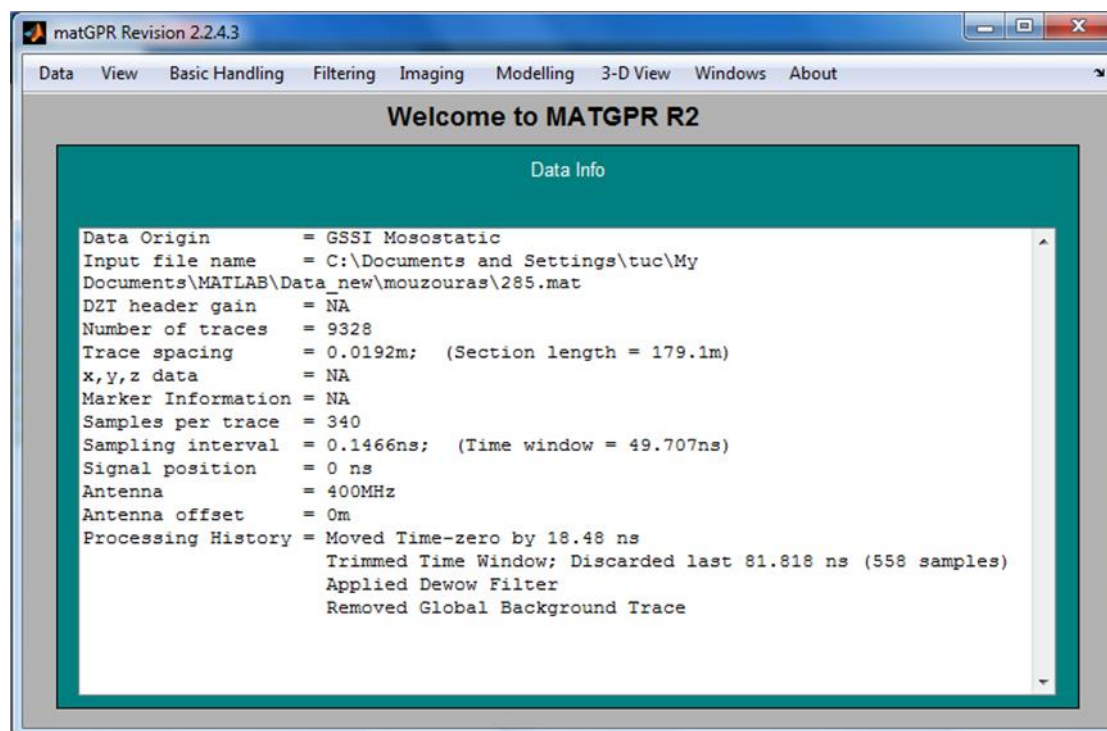 matGPR Revision 2.2.4.3
Data View Basic Handling Filtering Imaging Modelling 3-D View Windows About
Welcome to MATGPR R2
Data Info
Data Origin = GSSI Mosostatic
Input file name = C:\Documents and Settings\tuc\My
Documents\MATLAB\Data_new\mouzouras\285.mat
DZT header gain = NA
Number of traces = 9328
Trace spacing = 0.0192m; (Section length = 179.1m)
x,y,z data = NA
Marker Information = NA
Samples per trace = 340
Sampling interval = 0.1466ns; (Time window = 49.707ns)
Signal position = 0 ns
Antenna = 400MHz
Antenna offset = 0m
Processing History = Moved Time-zero by 18.48 ns
Trimmed Time Window; Discarded last 81.818 ns (558 samples)
Applied Dewow Filter
Removed Global Background Trace